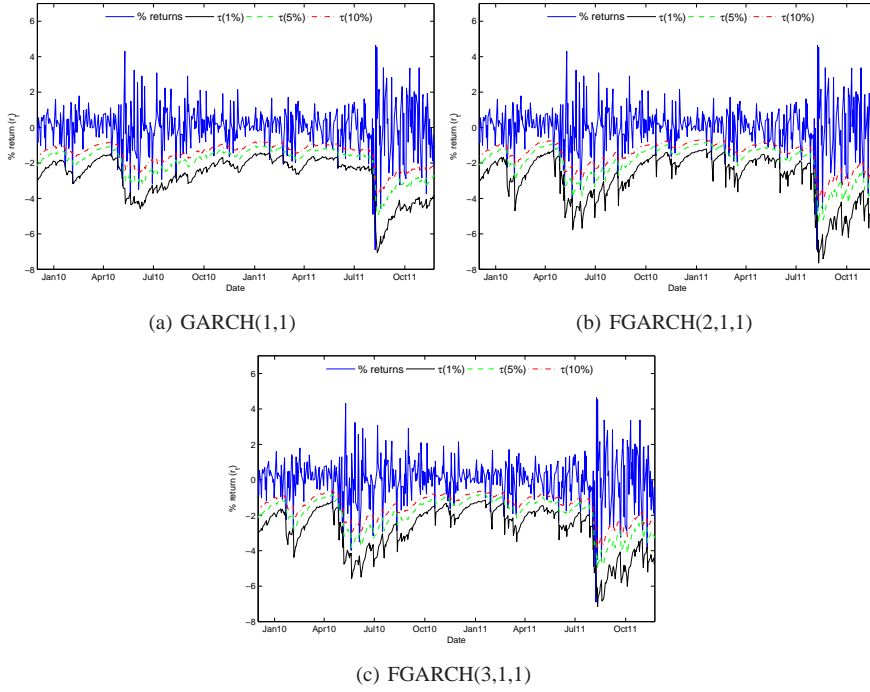 % returns τ(1%) τ(5%) τ(10%)
6
4
2
0
−2
−4
−6
−8
% return (rt)
Jan10 Apr10 Jul10 Oct10 Jan11 Apr11 Jul11 Oct11
Date
(a) GARCH(1,1)
% returns τ(1%) τ(5%) τ(10%)
6
4
2
0
−2
−4
−6
−8
% return (rt)
Jan10 Apr10 Jul10 Oct10 Jan11 Apr11 Jul11 Oct11
Date
(b) FGARCH(2,1,1)
% returns τ(1%) τ(5%) τ(10%)
6
4
2
0
−2
−4
−6
−8
% return (rt)
Jan10 Apr10 Jul10 Oct10 Jan11 Apr11 Jul11 Oct11
Date
(c) FGARCH(3,1,1)